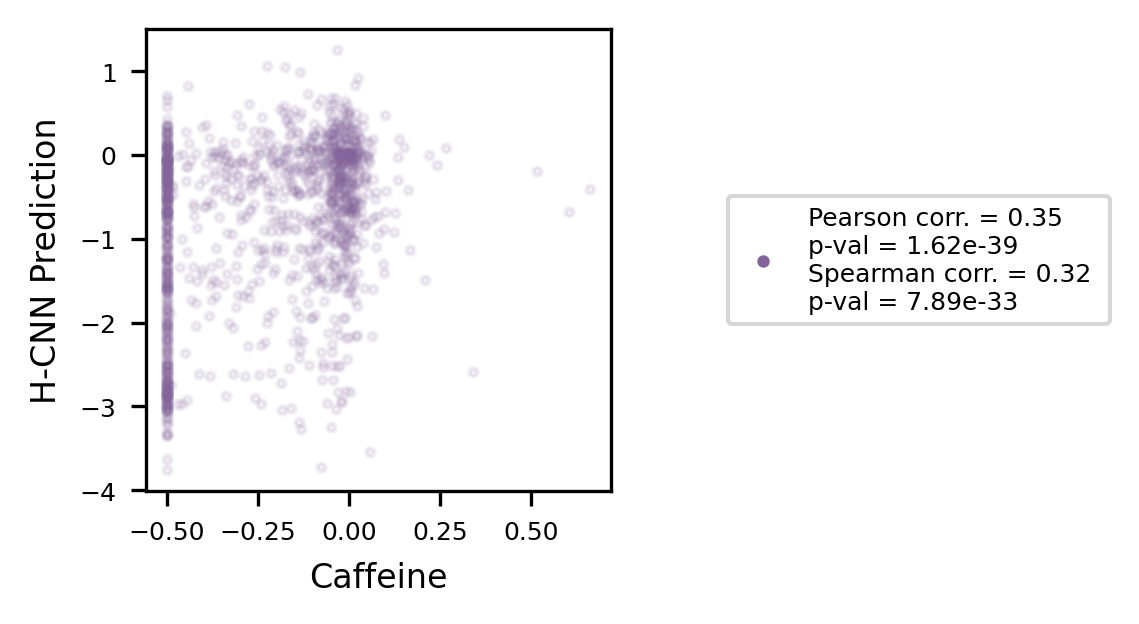 H-CNN Prediction
1
0
−1
−2
−3
−4
−0.50 −0.25 0.00 0.25 0.50
Caffeine
Pearson corr. = 0.35
p-val = 1.62e-39
Spearman corr. = 0.32
p-val = 7.89e-33